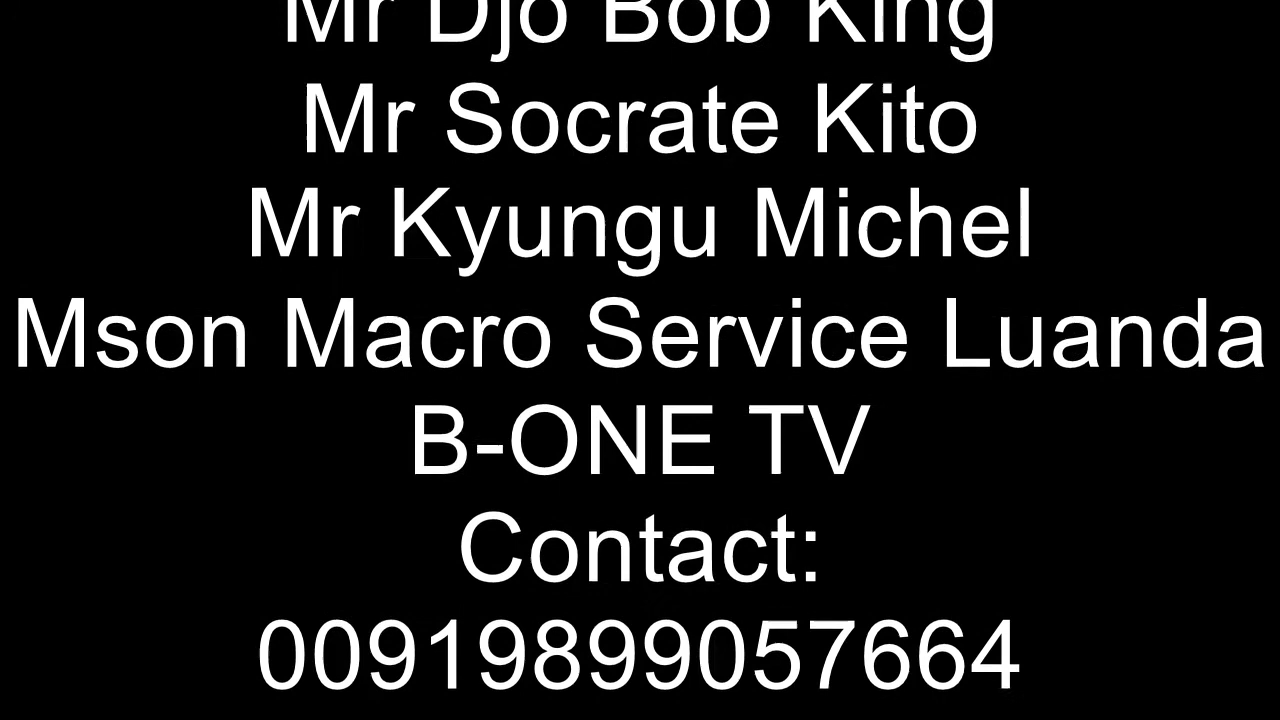 Mr Djo Bob King
Mr Socrate Kito
Mr Kyungu Michel
Mson Macro Service Luanda
B-ONE TV
Contact:
00919899057664